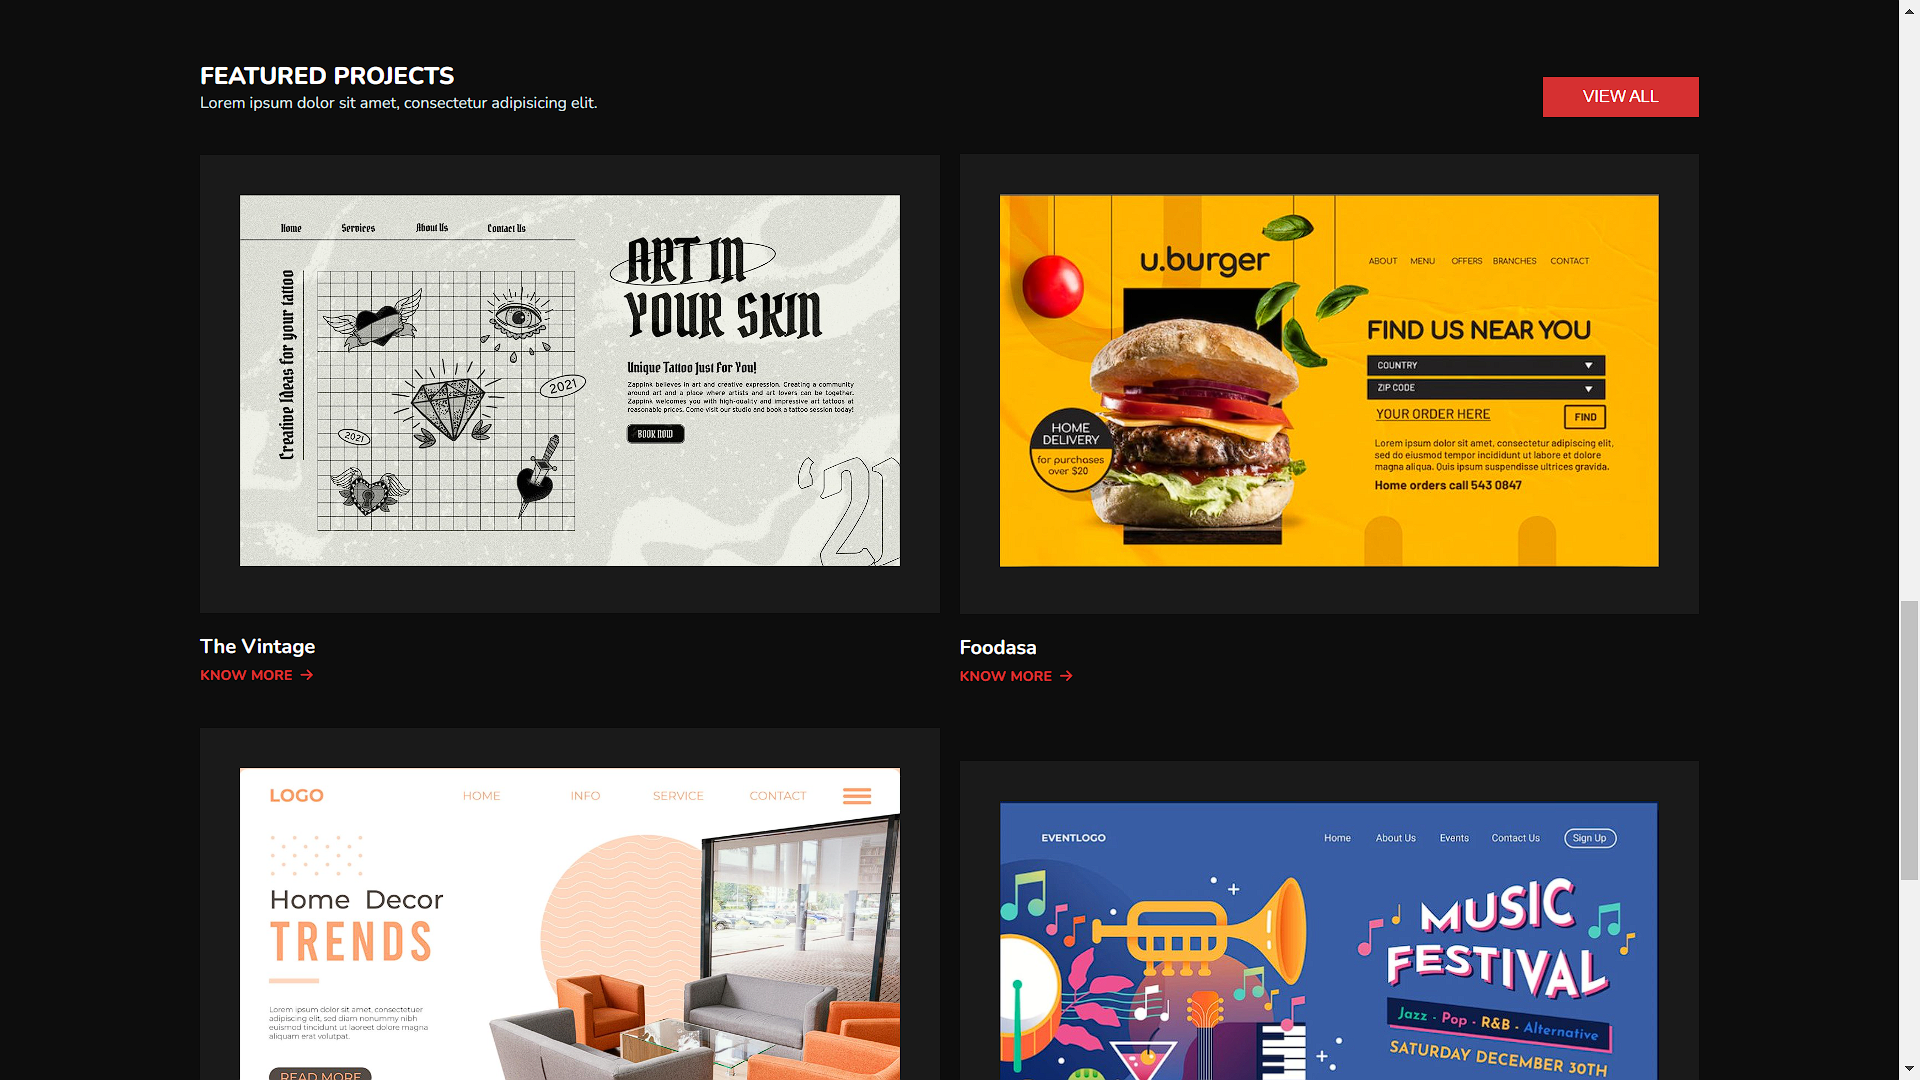 FEATURED PROJECTS
Lorem ipsum dolor sit amet, consectetur adipisicing elit.
VIEW ALL
Home Services About Us Contact Us
Creative Ideas for your tattoo
ART IN
YOUR SKIN
Unique Tattoo Just For You!
Zappink believes in art and creative expression. Creating a community
around art and a place where artists and art lovers can be together.
Zappink welcomes you with high-quality and impressive art tattoos at
reasonable prices. Come visit our studio and book a tattoo session today!
BOOK NOW
2021
2021
'21
u.burger
ABOUT MENU OFFERS BRANCHES CONTACT
FIND US NEAR YOU
COUNTRY
ZIP CODE
YOUR ORDER HERE
FIND
Lorem ipsum dolor sit amet, consectetur adipiscing elit,
sed do eiusmod tempor incididunt ut labore et dolore
magna aliqua. Quis ipsum suspendisse ultrices gravida.
Home orders call 543 0847
HOME
DELIVERY
for purchases
over $20
The Vintage
KNOW MORE →
Foodasa
KNOW MORE →
LOGO HOME INFO SERVICE CONTACT
Home Decor
TRENDS
Lorem ipsum dolor sit amet, consectetuer
adipiscing elit, sed diam nonummy nibh
euismod tincidunt ut laoreet dolore magna
aliquam erat volutpat.
READ MORE
EVENTLOGO Home About Us Events Contact Us Sign Up
MUSIC
FESTIVAL
Jazz - Pop - R&B - Alternative
SATURDAY DECEMBER 30TH